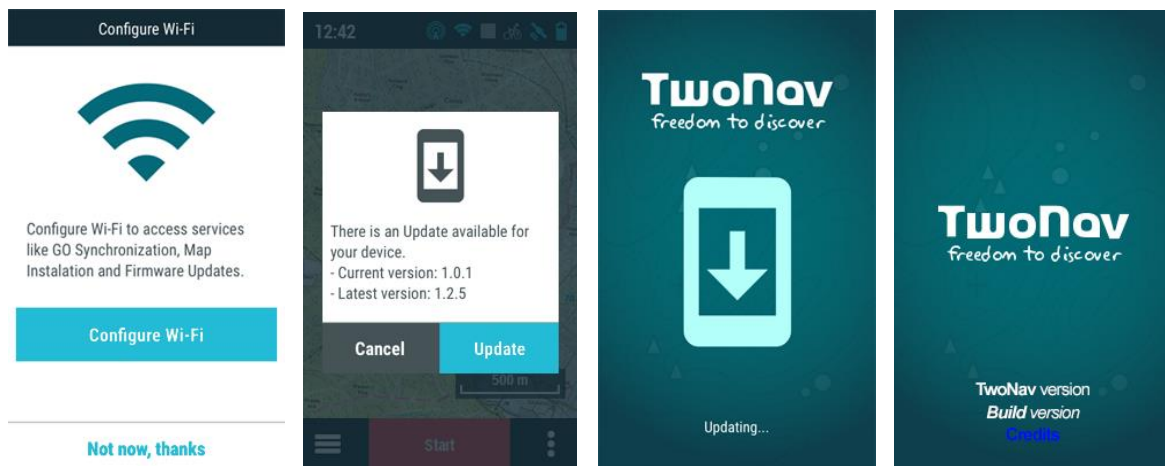 Configure Wi-Fi
Configure Wi-Fi to access services
like GO Synchronization, Map
Instalation and Firmware Updates.
Configure Wi-Fi
Not now, thanks
12:42
There is an Update available for
your device.
- Current version: 1.0.1
- Latest version: 1.2.5
Cancel
Update
500 m
Start
TwoNav
freedom to discover
Updating...
TwoNav
freedom to discover
TwoNav version
Build version
Credits